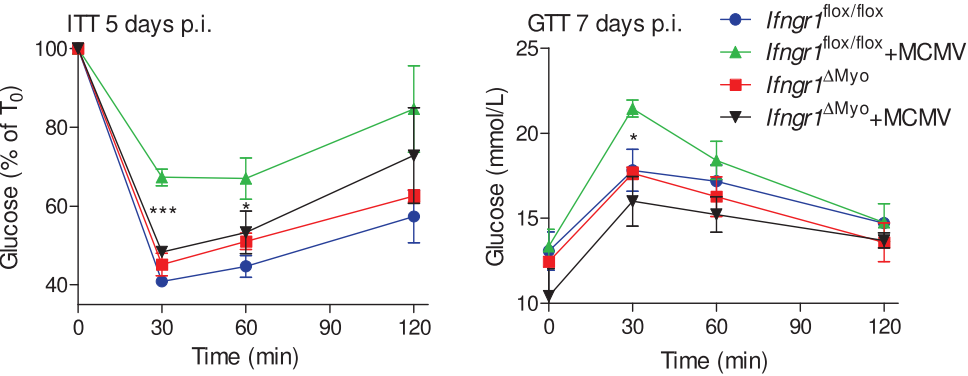 ITT 5 days p.i.
Glucose (% of T0)
100
80
60
40
***
*
0 30 60 90 120
Time (min)
GTT 7 days p.i.
Glucose (mmol/L)
25
20
15
10
*
0 30 60 90 120
Time (min)
Ifngr1flox/flox
Ifngr1flox/flox+MCMV
Ifngr1ΔMyo
Ifngr1ΔMyo+MCMV